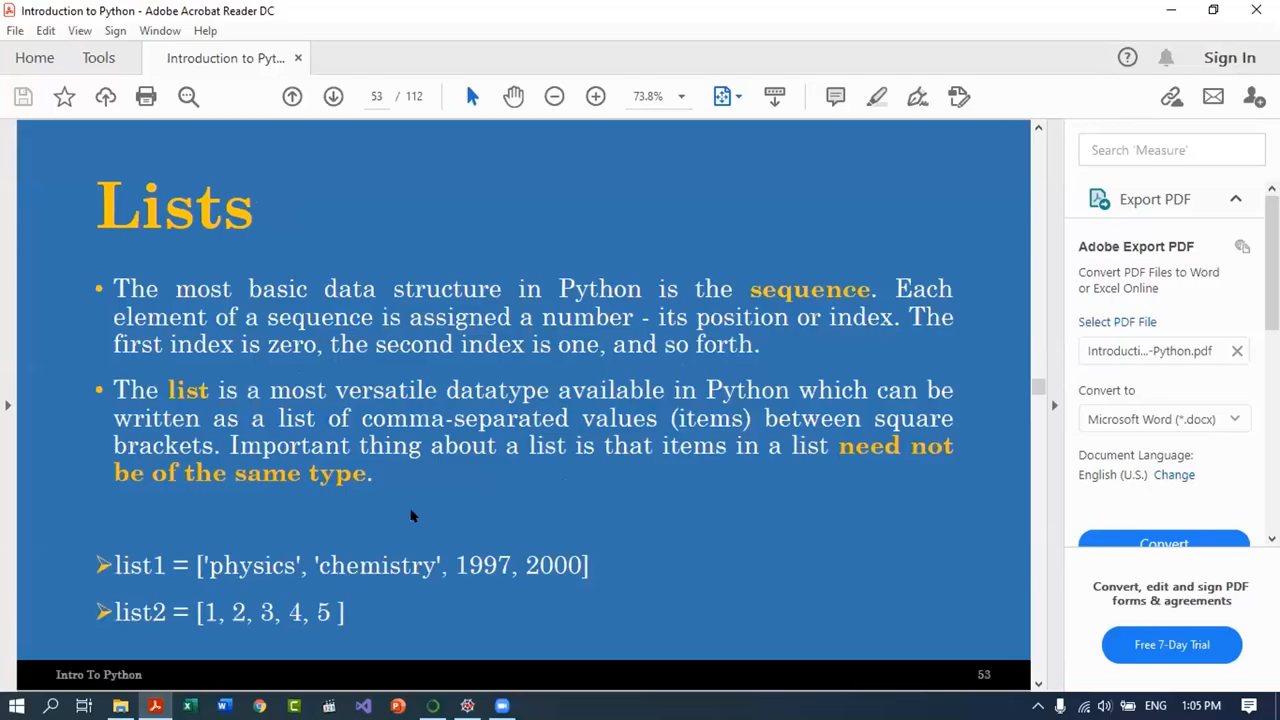 Introduction to Python - Adobe Acrobat Reader DC
File Edit View Sign Window Help
Home Tools Introduction to Pyt... × Sign In
53 / 112 73.8%
Lists
• The most basic data structure in Python is the sequence. Each
element of a sequence is assigned a number - its position or index. The
first index is zero, the second index is one, and so forth.
• The list is a most versatile datatype available in Python which can be
written as a list of comma-separated values (items) between square
brackets. Important thing about a list is that items in a list need not
be of the same type.
➢list1 = ['physics', 'chemistry', 1997, 2000]
➢list2 = [1, 2, 3, 4, 5 ]
Intro To Python 53
Search 'Measure'
Export PDF
Adobe Export PDF
Convert PDF Files to Word
or Excel Online
Select PDF File
Introducti...-Python.pdf
Convert to
Microsoft Word (*.docx)
Document Language:
English (U.S.) Change
Convert
Convert, edit and sign PDF
forms & agreements
Free 7-Day Trial
ENG 1:05 PM